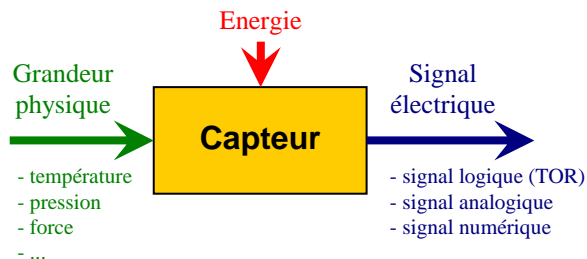 Energie
Grandeur
physique
Signal
électrique
Capteur
- température
- pression
- force
- ...
- signal logique (TOR)
- signal analogique
- signal numérique